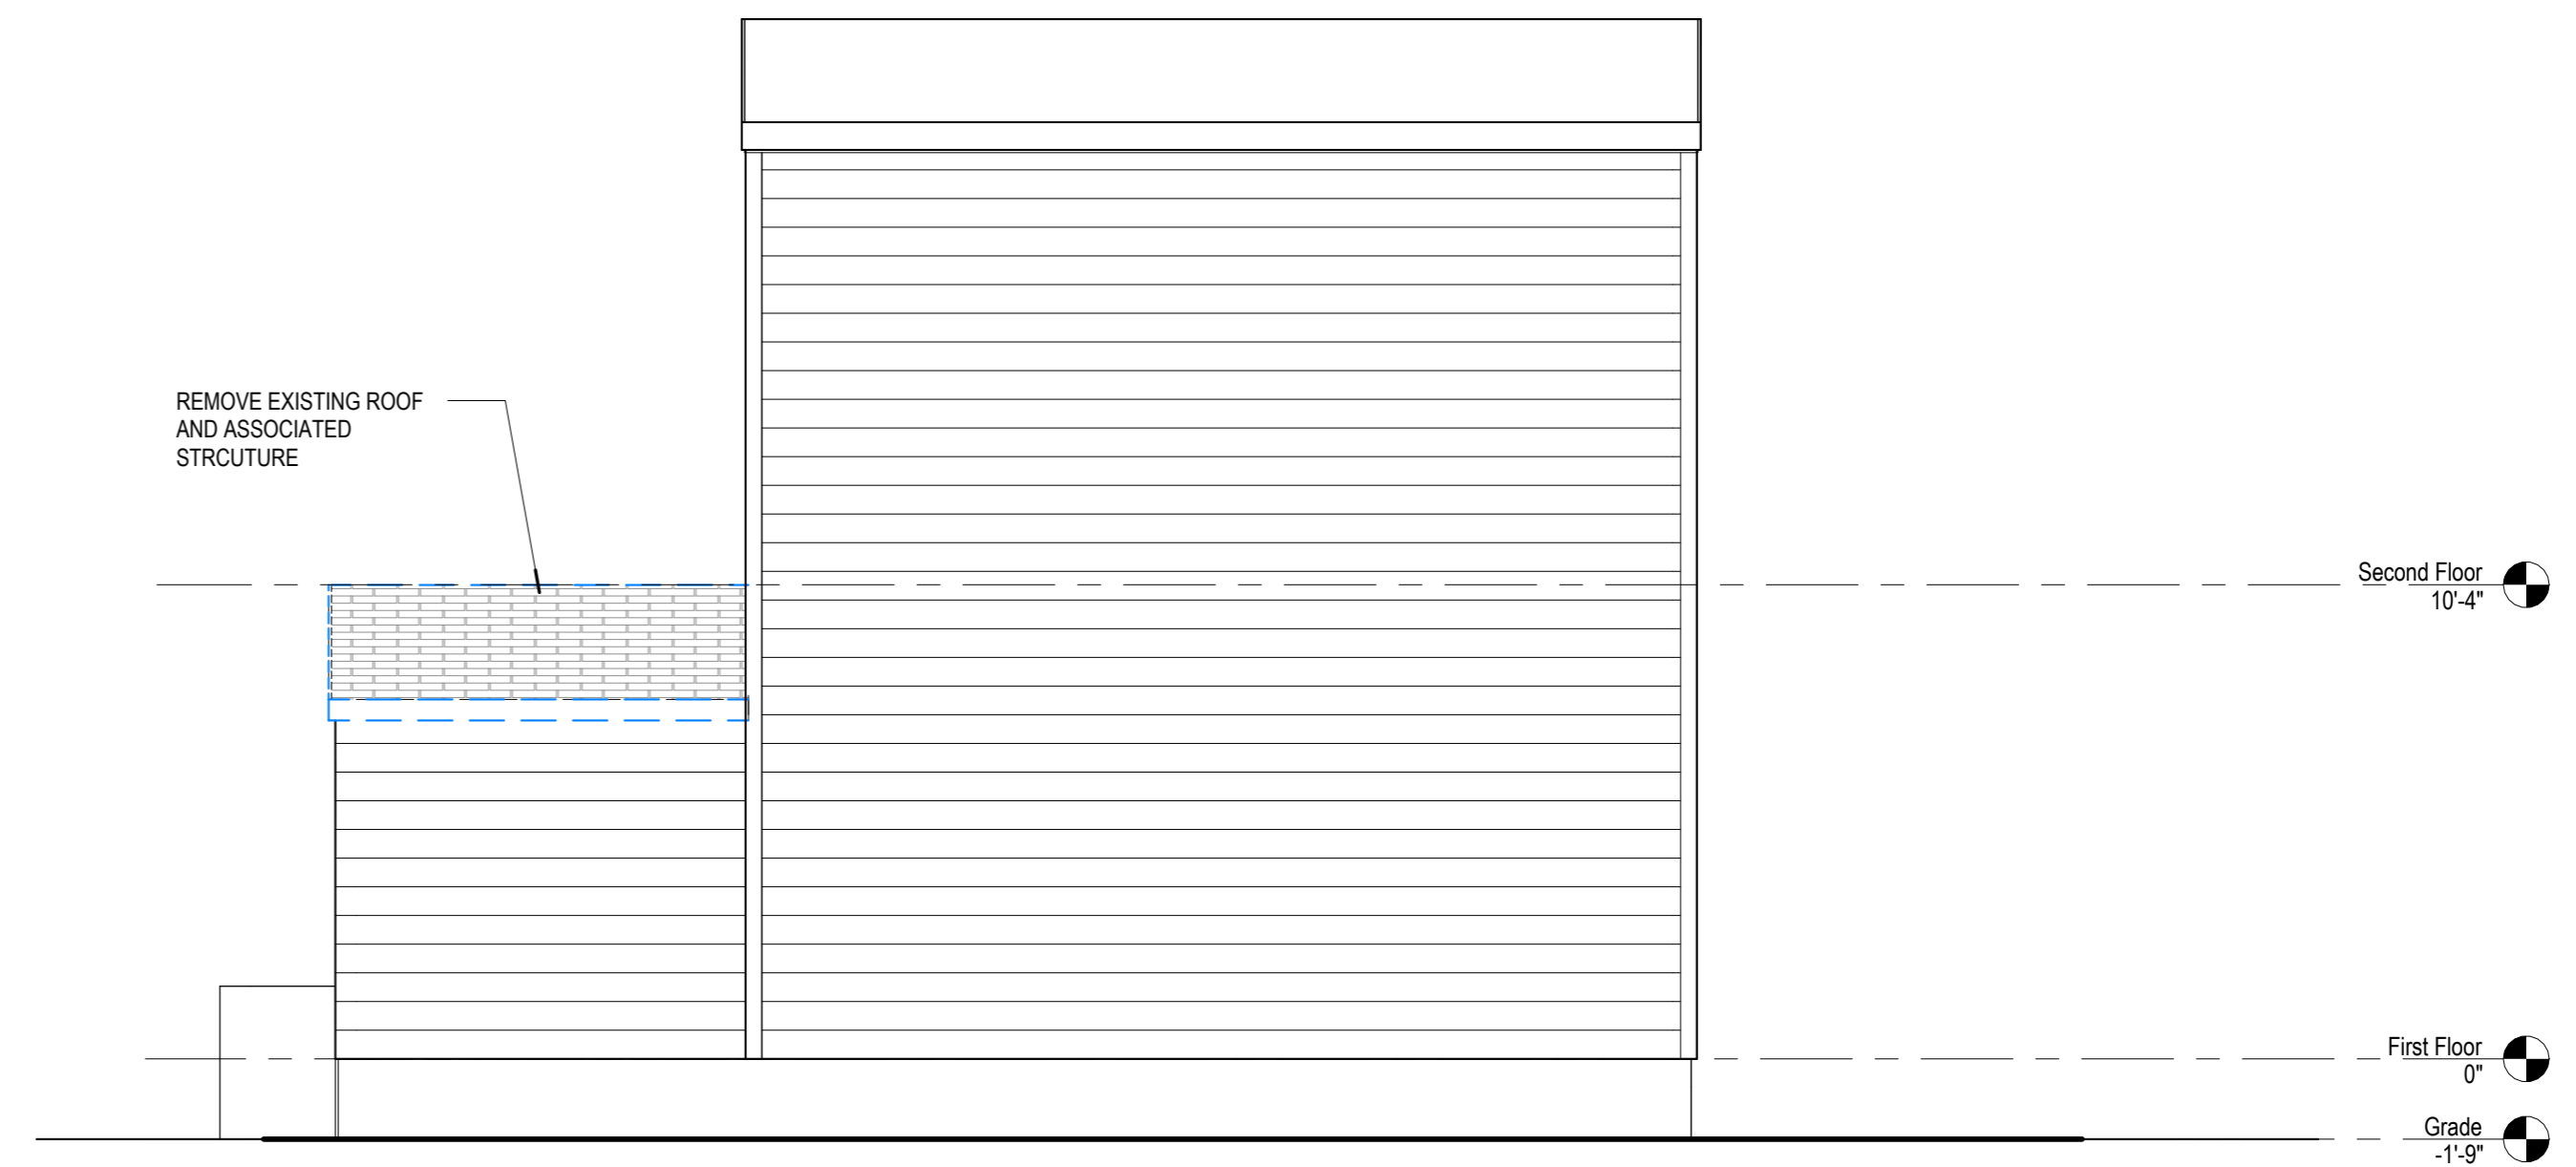 REMOVE EXISTING ROOF
AND ASSOCIATED
STRCUTURE
Second Floor
10'-4"
First Floor
0"
Grade
-1'-9"